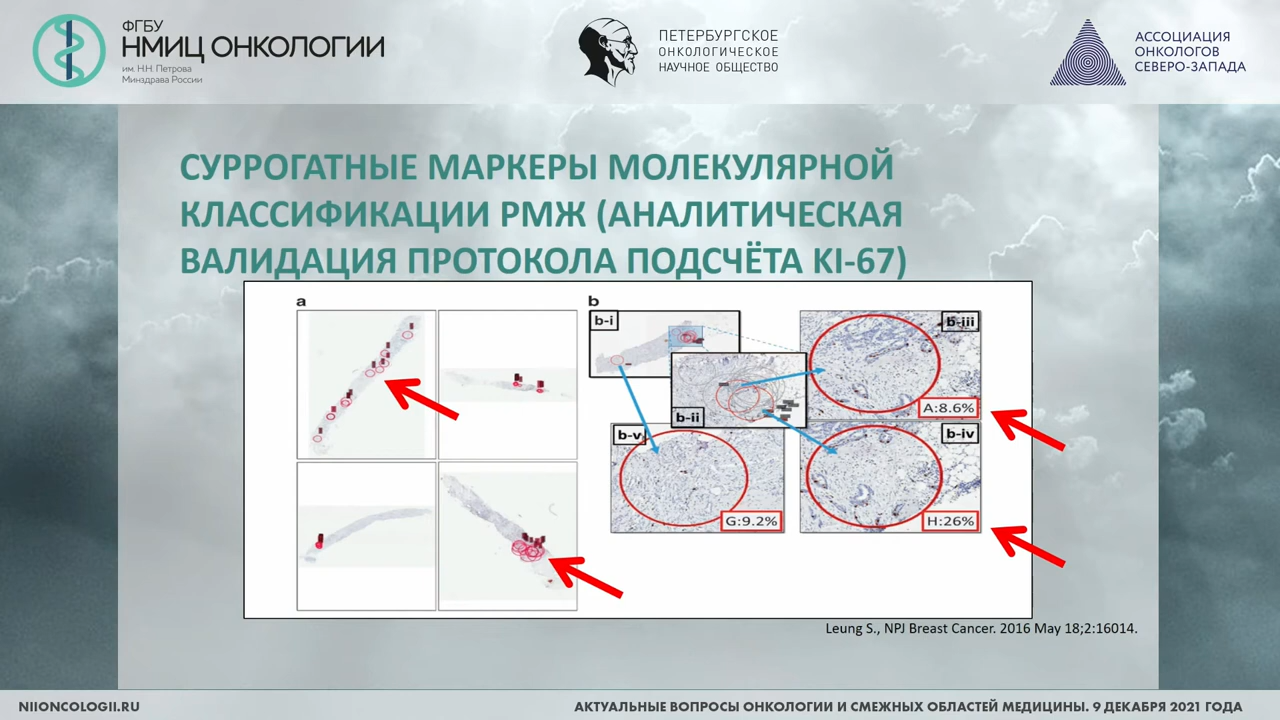 ФГБУ
НМИЦ ОНКОЛОГИИ
им. Н.Н. Петрова
Минздрава России
ПЕТЕРБУРГСКОЕ
ОНКОЛОГИЧЕСКОЕ
НАУЧНОЕ ОБЩЕСТВО
АССОЦИАЦИЯ
ОНКОЛОГОВ
СЕВЕРО-ЗАПАДА
СУРРОГАТНЫЕ МАРКЕРЫ МОЛЕКУЛЯРНОЙ
КЛАССИФИКАЦИИ РМЖ (АНАЛИТИЧЕСКАЯ
ВАЛИДАЦИЯ ПРОТОКОЛА ПОДСЧЁТА KI-67)
a
b
b-i
b-iii
A:8.6%
b-ii
b-v
b-iv
G:9.2%
H:26%
Leung S., NPJ Breast Cancer. 2016 May 18;2:16014.
NIIONCOLOGII.RU
АКТУАЛЬНЫЕ ВОПРОСЫ ОНКОЛОГИИ И СМЕЖНЫХ ОБЛАСТЕЙ МЕДИЦИНЫ. 9 ДЕКАБРЯ 2021 ГОДА